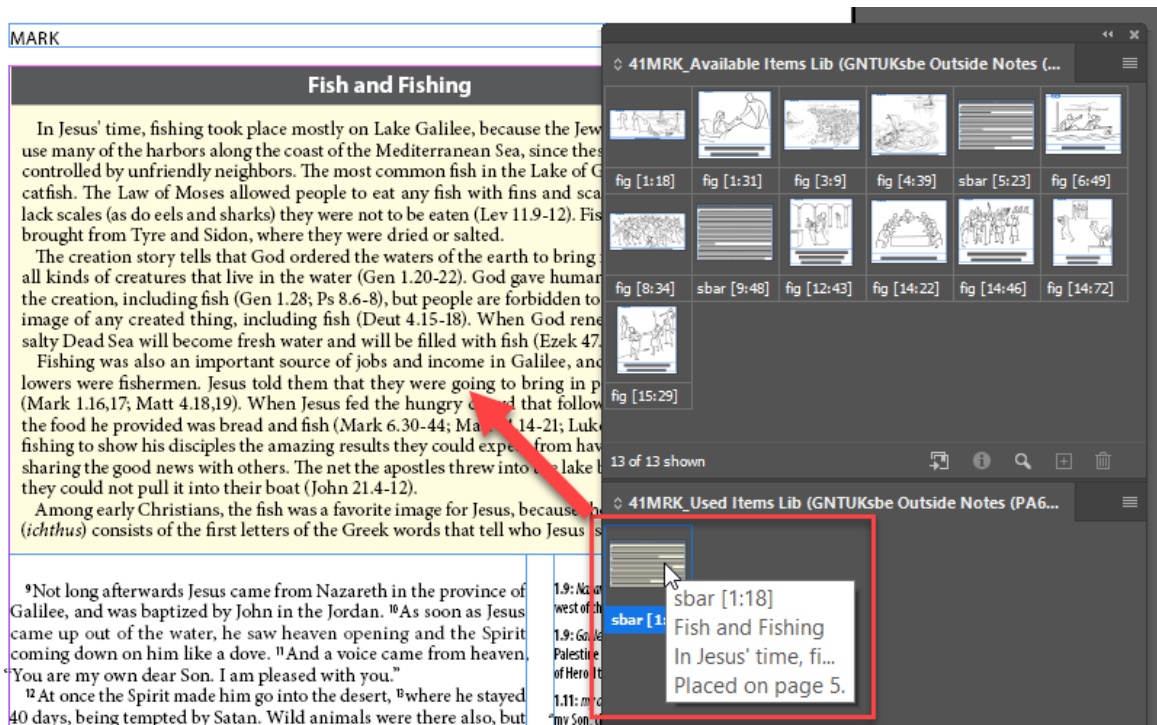 MARK
Fish and Fishing
In Jesus' time, fishing took place mostly on Lake Galilee, because the Jew
use many of the harbors along the coast of the Mediterranean Sea, since thes
controlled by unfriendly neighbors. The most common fish in the Lake of G
catfish. The Law of Moses allowed people to eat any fish with fins and sca
lack scales (as do eels and sharks) they were not to be eaten (Lev 11.9-12). Fis
brought from Tyre and Sidon, where they were dried or salted.
The creation story tells that God ordered the waters of the earth to bring
all kinds of creatures that live in the water (Gen 1.20-22). God gave human
the creation, including fish (Gen 1.28; Ps 8.6-8), but people are forbidden to
image of any created thing, including fish (Deut 4.15-18). When God rene
salty Dead Sea will become fresh water and will be filled with fish (Ezek 47.
Fishing was also an important source of jobs and income in Galilee, and
lowers were fishermen. Jesus told them that they were going to bring in p
(Mark 1.16,17; Matt 4.18,19). When Jesus fed the hungry that follow
the food he provided was bread and fish (Mark 6.30-44; 14-21; Luk
fishing to show his disciples the amazing results they could from hav
sharing the good news with others. The net the apostles threw into lake
they could not pull it into their boat (John 21.4-12).
Among early Christians, the fish was a favorite image for Jesus, because
(ichthus) consists of the first letters of the Greek words that tell who Jesus
9Not long afterwards Jesus came from Nazareth in the province of
Galilee, and was baptized by John in the Jordan. 10As soon as Jesus
came up out of the water, he saw heaven opening and the Spirit
coming down on him like a dove. 11And a voice came from heaven,
“You are my own dear Son. I am pleased with you.”
12At once the Spirit made him go into the desert, 13where he stayed
40 days, being tempted by Satan. Wild animals were there also, but
1.9:
west of
1.9:
Palestine
of Herod
1.11:
“my Son.
41MRK_Available Items Lib (GNTUKsbe Outside Notes (...
fig [1:18]
fig [1:31]
fig [3:9]
fig [4:39]
sbar [5:23]
fig [6:49]
fig [8:34]
sbar [9:48]
fig [12:43]
fig [14:22]
fig [14:46]
fig [14:72]
fig [15:29]
13 of 13 shown
41MRK_Used Items Lib (GNTUKsbe Outside Notes (PA6...
sbar [1:
sbar [1:18]
Fish and Fishing
In Jesus' time, fi...
Placed on page 5.